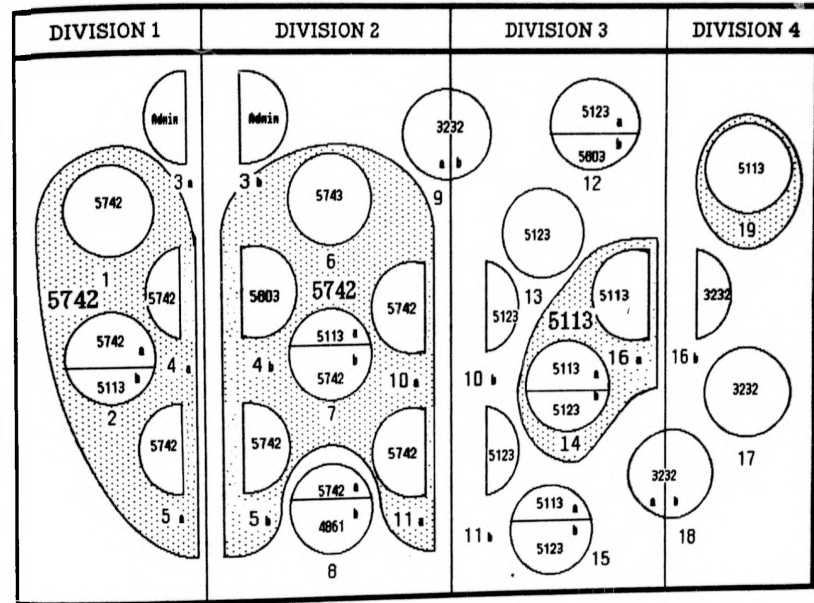 DIVISION 1
DIVISION 2
DIVISION 3
DIVISION 4
Admin
3 a
5742
1
5742
5742
4 a
5742 a
5113 b
2
5742
5 a
Admin
3 b
5743
6
5803
4 b
5742
5742
10 a
5113 a
5742 b
7
5742
5 b
5742
11 a
5742 a
4861 b
8
3232
a b
9
5123 a
5803 b
12
5123
13
5123
10 b
5113
5113
16 a
5113 a
5123 b
14
5123
11 b
5113 a
5123 b
15
5113
19
3232
16 b
3232
17
3232
a b
18